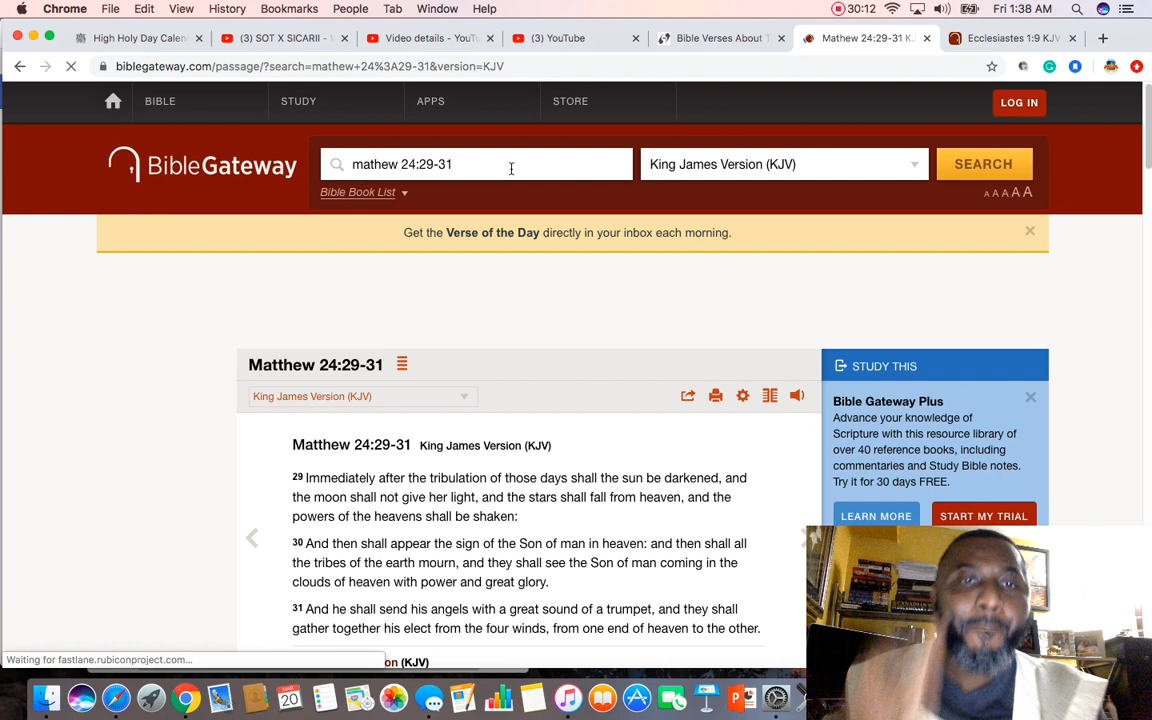 Chrome File Edit View History Bookmarks People Tab Window Help 30:12 Fri 1:38 AM
High Holy Day Calen × (3) SOT X SICARII - × Video details - YouTu × (3) YouTube × Bible Verses About T × Mathew 24:29-31 K × Ecclesiastes 1:9 KJV × +
biblegateway.com/passage/?search=mathew+24%3A29-31&version=KJV
BIBLE STUDY APPS STORE LOG IN
BibleGateway mathew 24:29-31 King James Version (KJV) SEARCH
Bible Book List A A A A A
Get the Verse of the Day directly in your inbox each morning. ×
Matthew 24:29-31
King James Version (KJV)
Matthew 24:29-31 King James Version (KJV)
29 Immediately after the tribulation of those days shall the sun be darkened, and
the moon shall not give her light, and the stars shall fall from heaven, and the
powers of the heavens shall be shaken:
30 And then shall appear the sign of the Son of man in heaven: and then shall all
the tribes of the earth mourn, and they shall see the Son of man coming in the
clouds of heaven with power and great glory.
31 And he shall send his angels with a great sound of a trumpet, and they shall
gather together his elect from the four winds, from one end of heaven to the other.
on (KJV)
STUDY THIS
Bible Gateway Plus
Advance your knowledge of
Scripture with this resource library of
over 40 reference books, including
commentaries and Study Bible notes.
Try it for 30 days FREE.
LEARN MORE START MY TRIAL
Waiting for fastlane.rubiconproject.com...
MAR
20